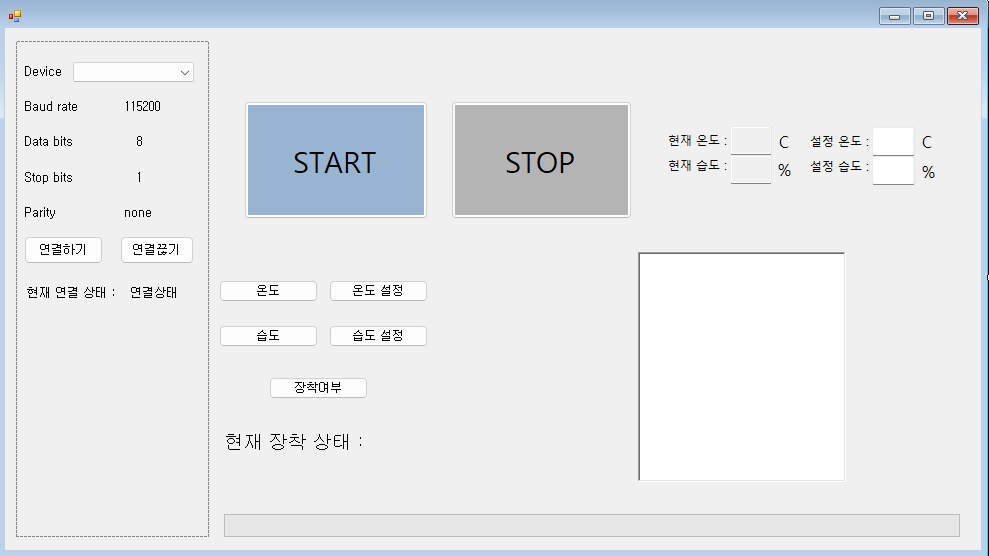 Device
Baud rate 115200
Data bits 8
Stop bits 1
Parity none
연결하기 연결끊기
현재 연결 상태 : 연결상태
START STOP
현재 온도 : C 설정 온도 : C
현재 습도 : % 설정 습도 : %
온도 온도 설정
습도 습도 설정
장착여부
현재 장착 상태 :